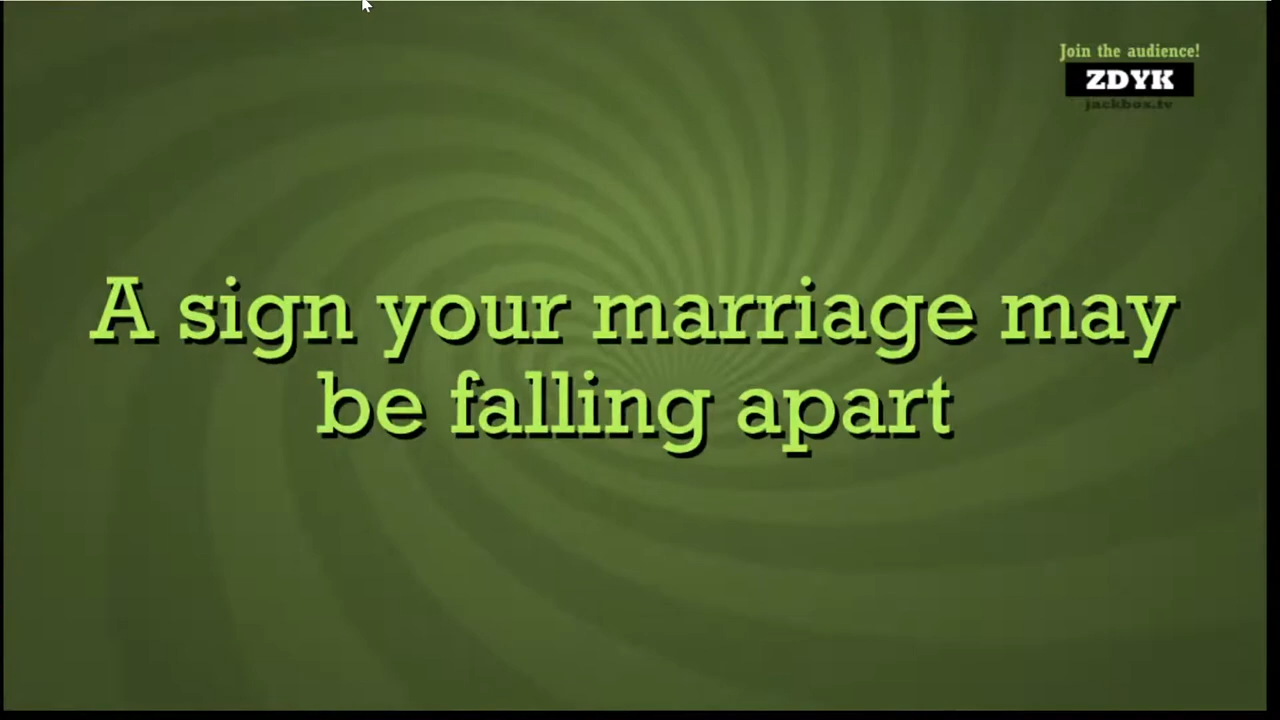 Join the audience!
ZDYK
jackbox.tv
A sign your marriage may
be falling apart